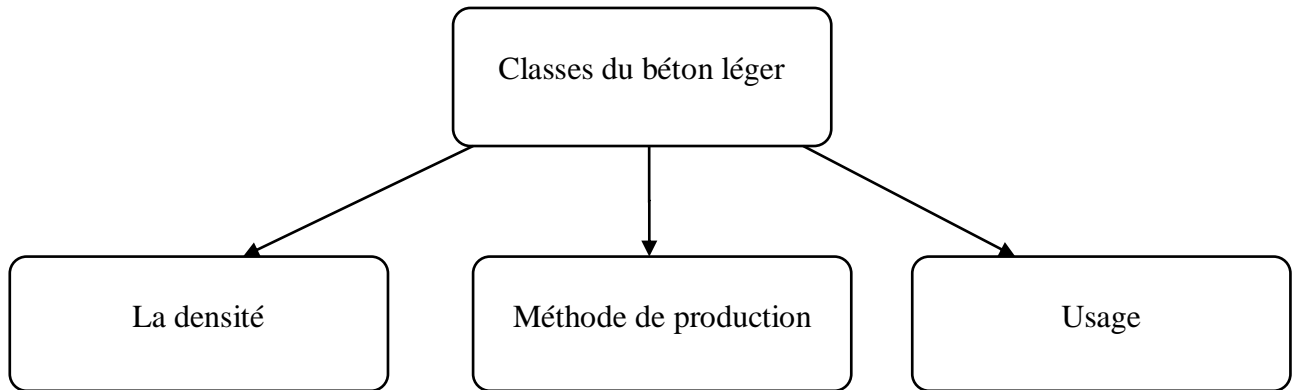 Classes du béton léger
La densité
Méthode de production
Usage